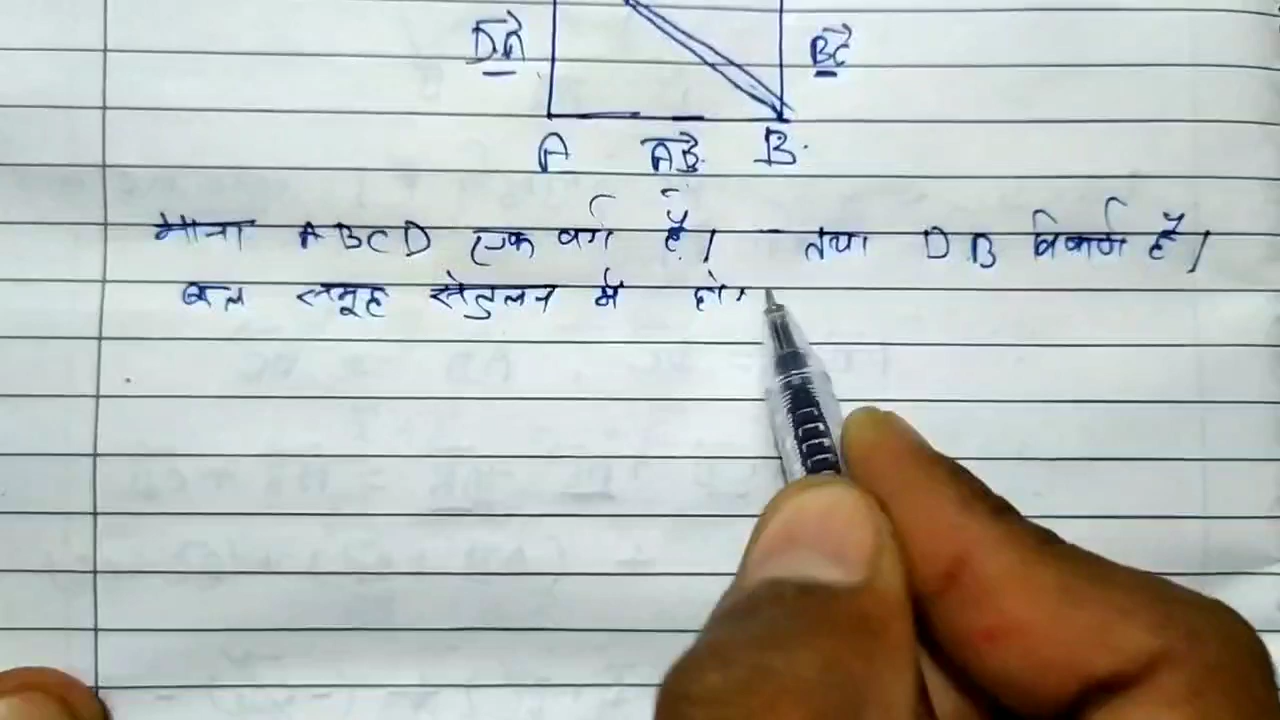 DA BC
A AB B.
माना ABCD एक वर्ग है। तथा DB विकर्ण है।
बल समूह संतुलन में हो,